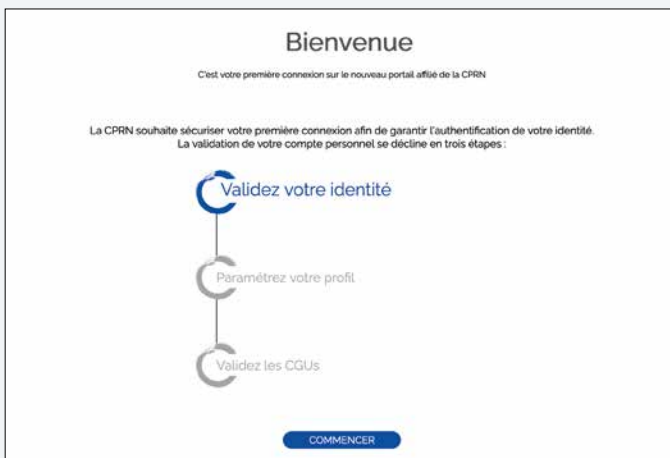 Bienvenue
C'est votre première connexion sur le nouveau portail affilié de la CPRN
La CPRN souhaite sécuriser votre première connexion afin de garantir l'authentification de votre identité.
La validation de votre compte personnel se décline en trois étapes :
Validez votre identité
Paramétrez votre profil
Validez les CGUs
COMMENCER